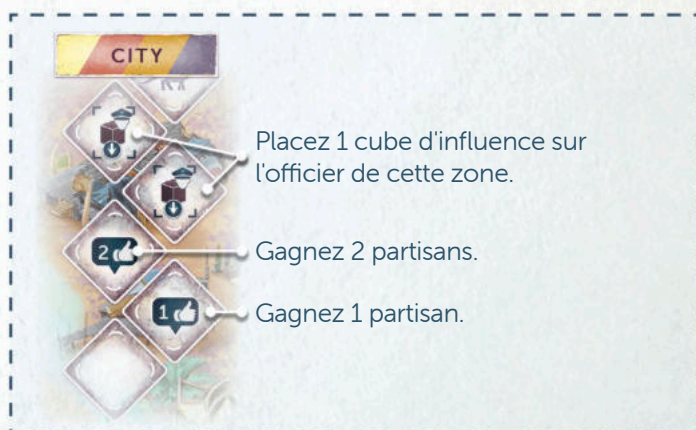 CITY
Placez 1 cube d'influence sur
l'officier de cette zone.
2
Gagnez 2 partisans.
1
Gagnez 1 partisan.